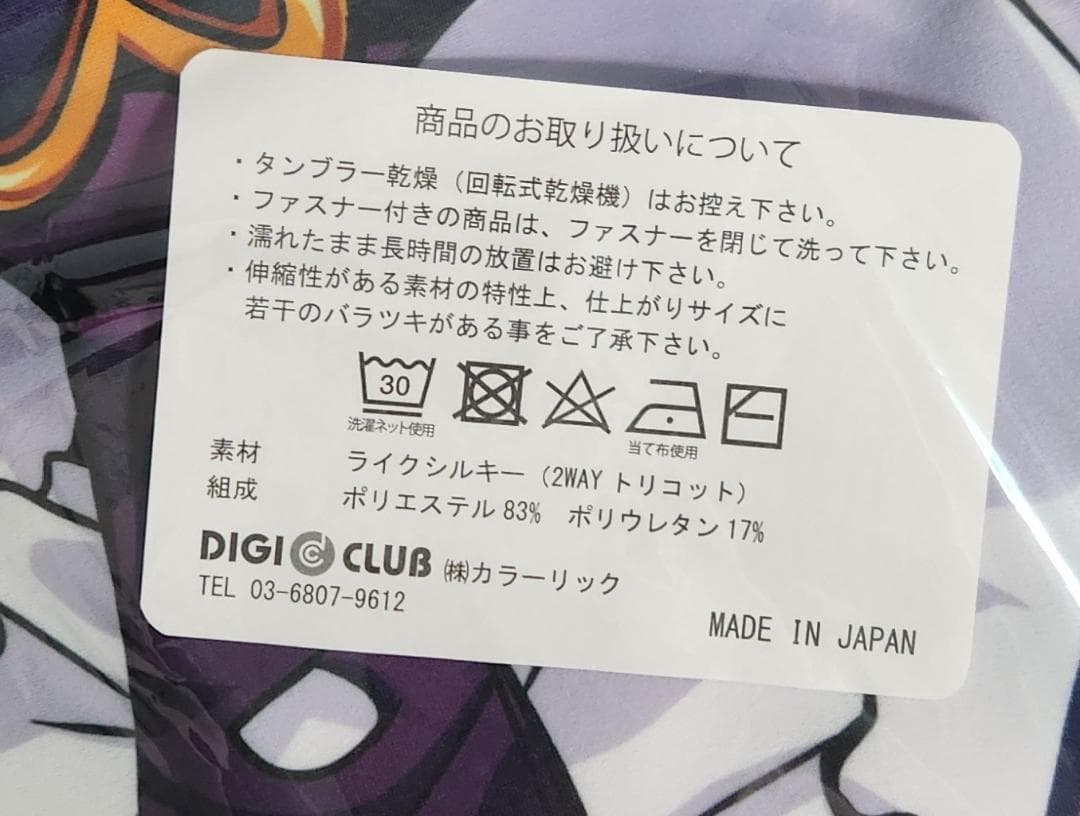 商品のお取り扱いについて
・タンブラー乾燥（回転式乾燥機）はお控え下さい。
・ファスナー付きの商品は、ファスナーを閉じて洗って下さい。
・濡れたまま長時間の放置はお避け下さい。
・伸縮性がある素材の特性上、仕上がりサイズに
若干のバラツキがある事をご了承下さい。
30
洗濯ネット使用
当て布使用
素材 ライクシルキー（2WAY トリコット）
組成 ポリエステル 83% ポリウレタン 17%
DIGI CLUB ㈱カラーリック
TEL 03-6807-9612
MADE IN JAPAN